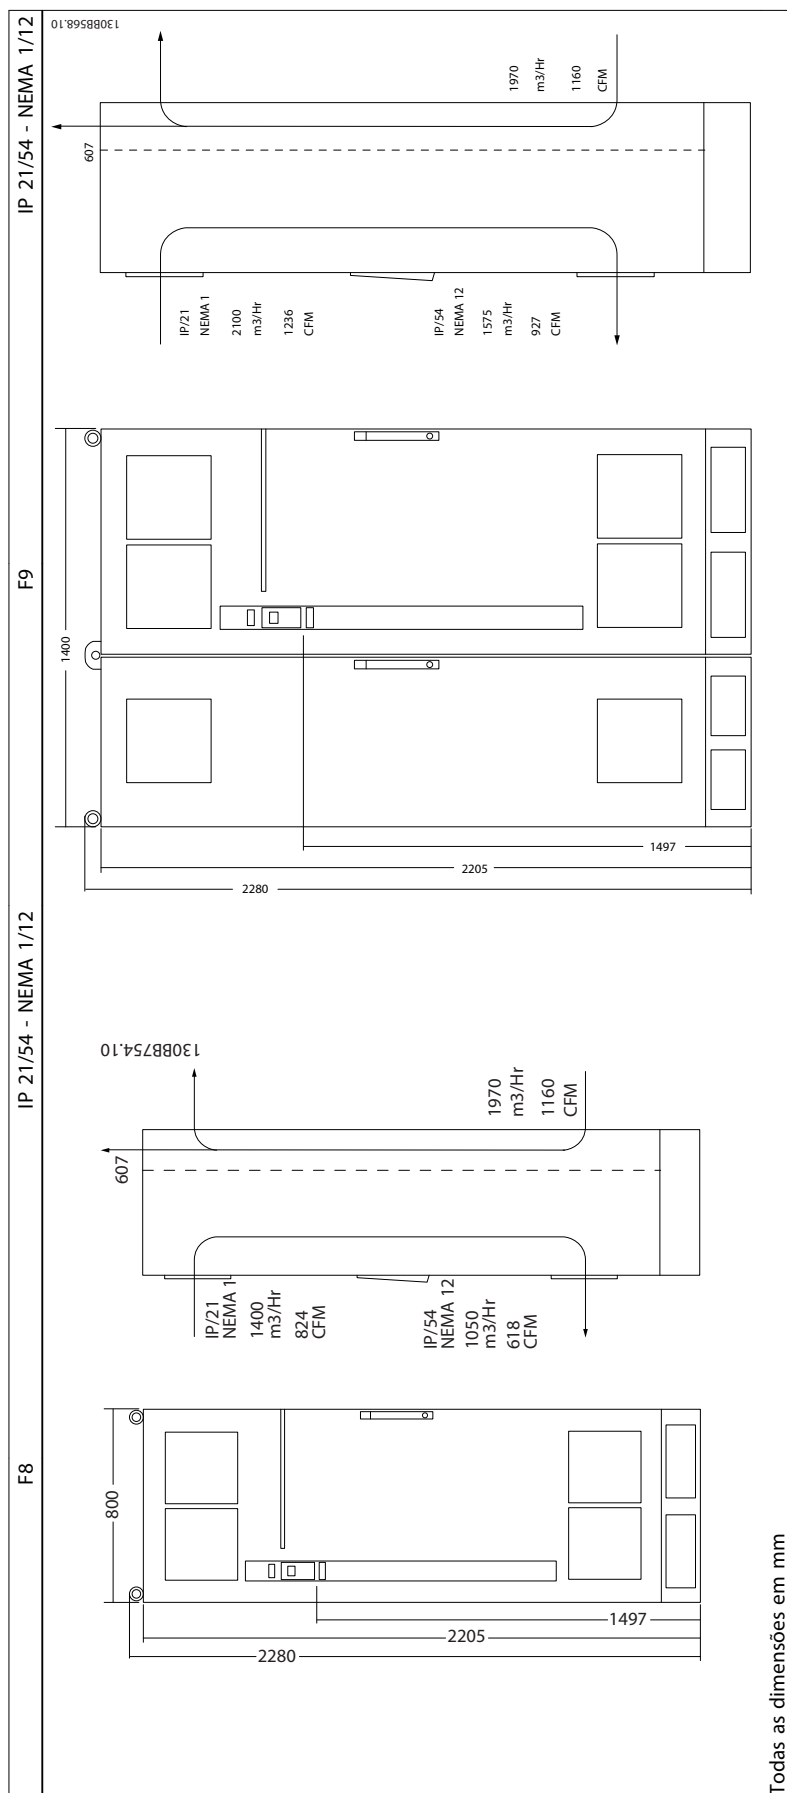 F8
IP 21/54 - NEMA 1/12
F9
IP 21/54 - NEMA 1/12
800
2280
2205
1497
IP/21
NEMA 1
1400
m3/Hr
824
CFM
IP/54
NEMA 12
1050
m3/Hr
618
CFM
607
1970
m3/Hr
1160
CFM
130BB754.10
1400
2280
2205
1497
IP/21
NEMA 1
2100
m3/Hr
1236
CFM
IP/54
NEMA 12
1575
m3/Hr
927
CFM
607
1970
m3/Hr
1160
CFM
130BB568.10
Todas as dimensões em mm